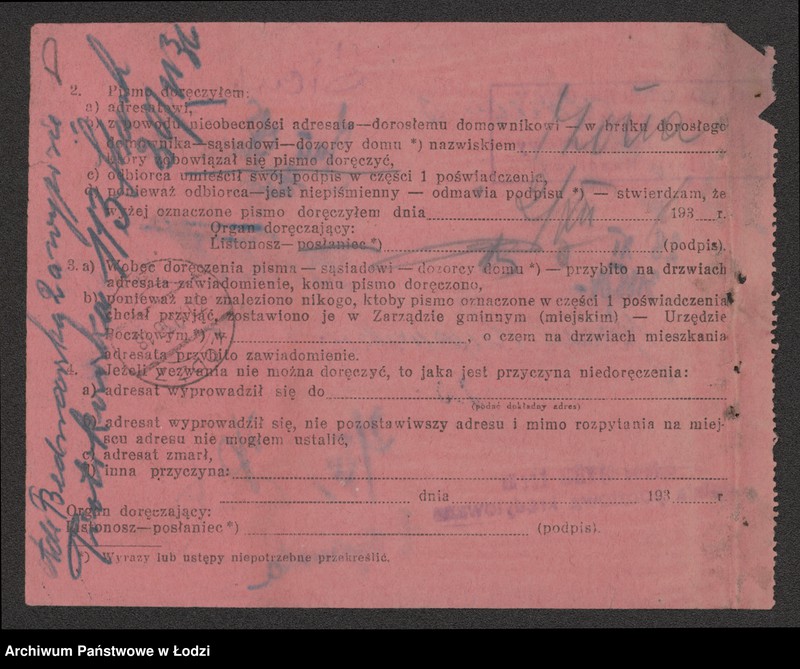 2. Pismo doręczyłem:
a) adresatowi,
b) z powodu nieobecności adresata—dorosłemu domownikowi — w braku dorosłego
domownika—sąsiadowi—dozorcy domu *) nazwiskiem
który obowiązał się pismo doręczyć,
żona
c) odbiorca umieścił swój podpis w części 1 poświadczenia,
d) ponieważ odbiorca—jest niepiśmienny — odmawia podpisu *) — stwierdzam, że
wyżej oznaczone pismo doręczyłem dnia 193 r.
Organ doręczający:
Listonosz—posłaniec *) (podpis).
3. a) Wobec doręczenia pisma — sąsiadowi — dozorcy domu *) — przybito na drzwiach
adresata zawiadomienie, komu pismo doręczono,
b) ponieważ nie znaleziono nikogo, ktoby pismo oznaczone w części 1 poświadczenia
chciał przyjąć, zostawiono je w Zarządzie gminnym (miejskim) — Urzędzie
Pocztowym *) w , o czem na drzwiach mieszkania
adresata przybito zawiadomienie.
4. Jeżeli wezwania nie można doręczyć, to jaka jest przyczyna niedoręczenia:
a) adresat wyprowadził się do
(podać dokładny adres)
b) adresat wyprowadził się, nie pozostawiwszy adresu i mimo rozpytania na miej-
scu adresu nie mogłem ustalić,
c) adresat zmarł,
d) inna przyczyna:
dnia 193 r
Organ doręczający:
Listonosz—posłaniec *) (podpis).
*) Wyrazy lub ustępy niepotrzebne przekreślić.
Archiwum Państwowe w Łodzi